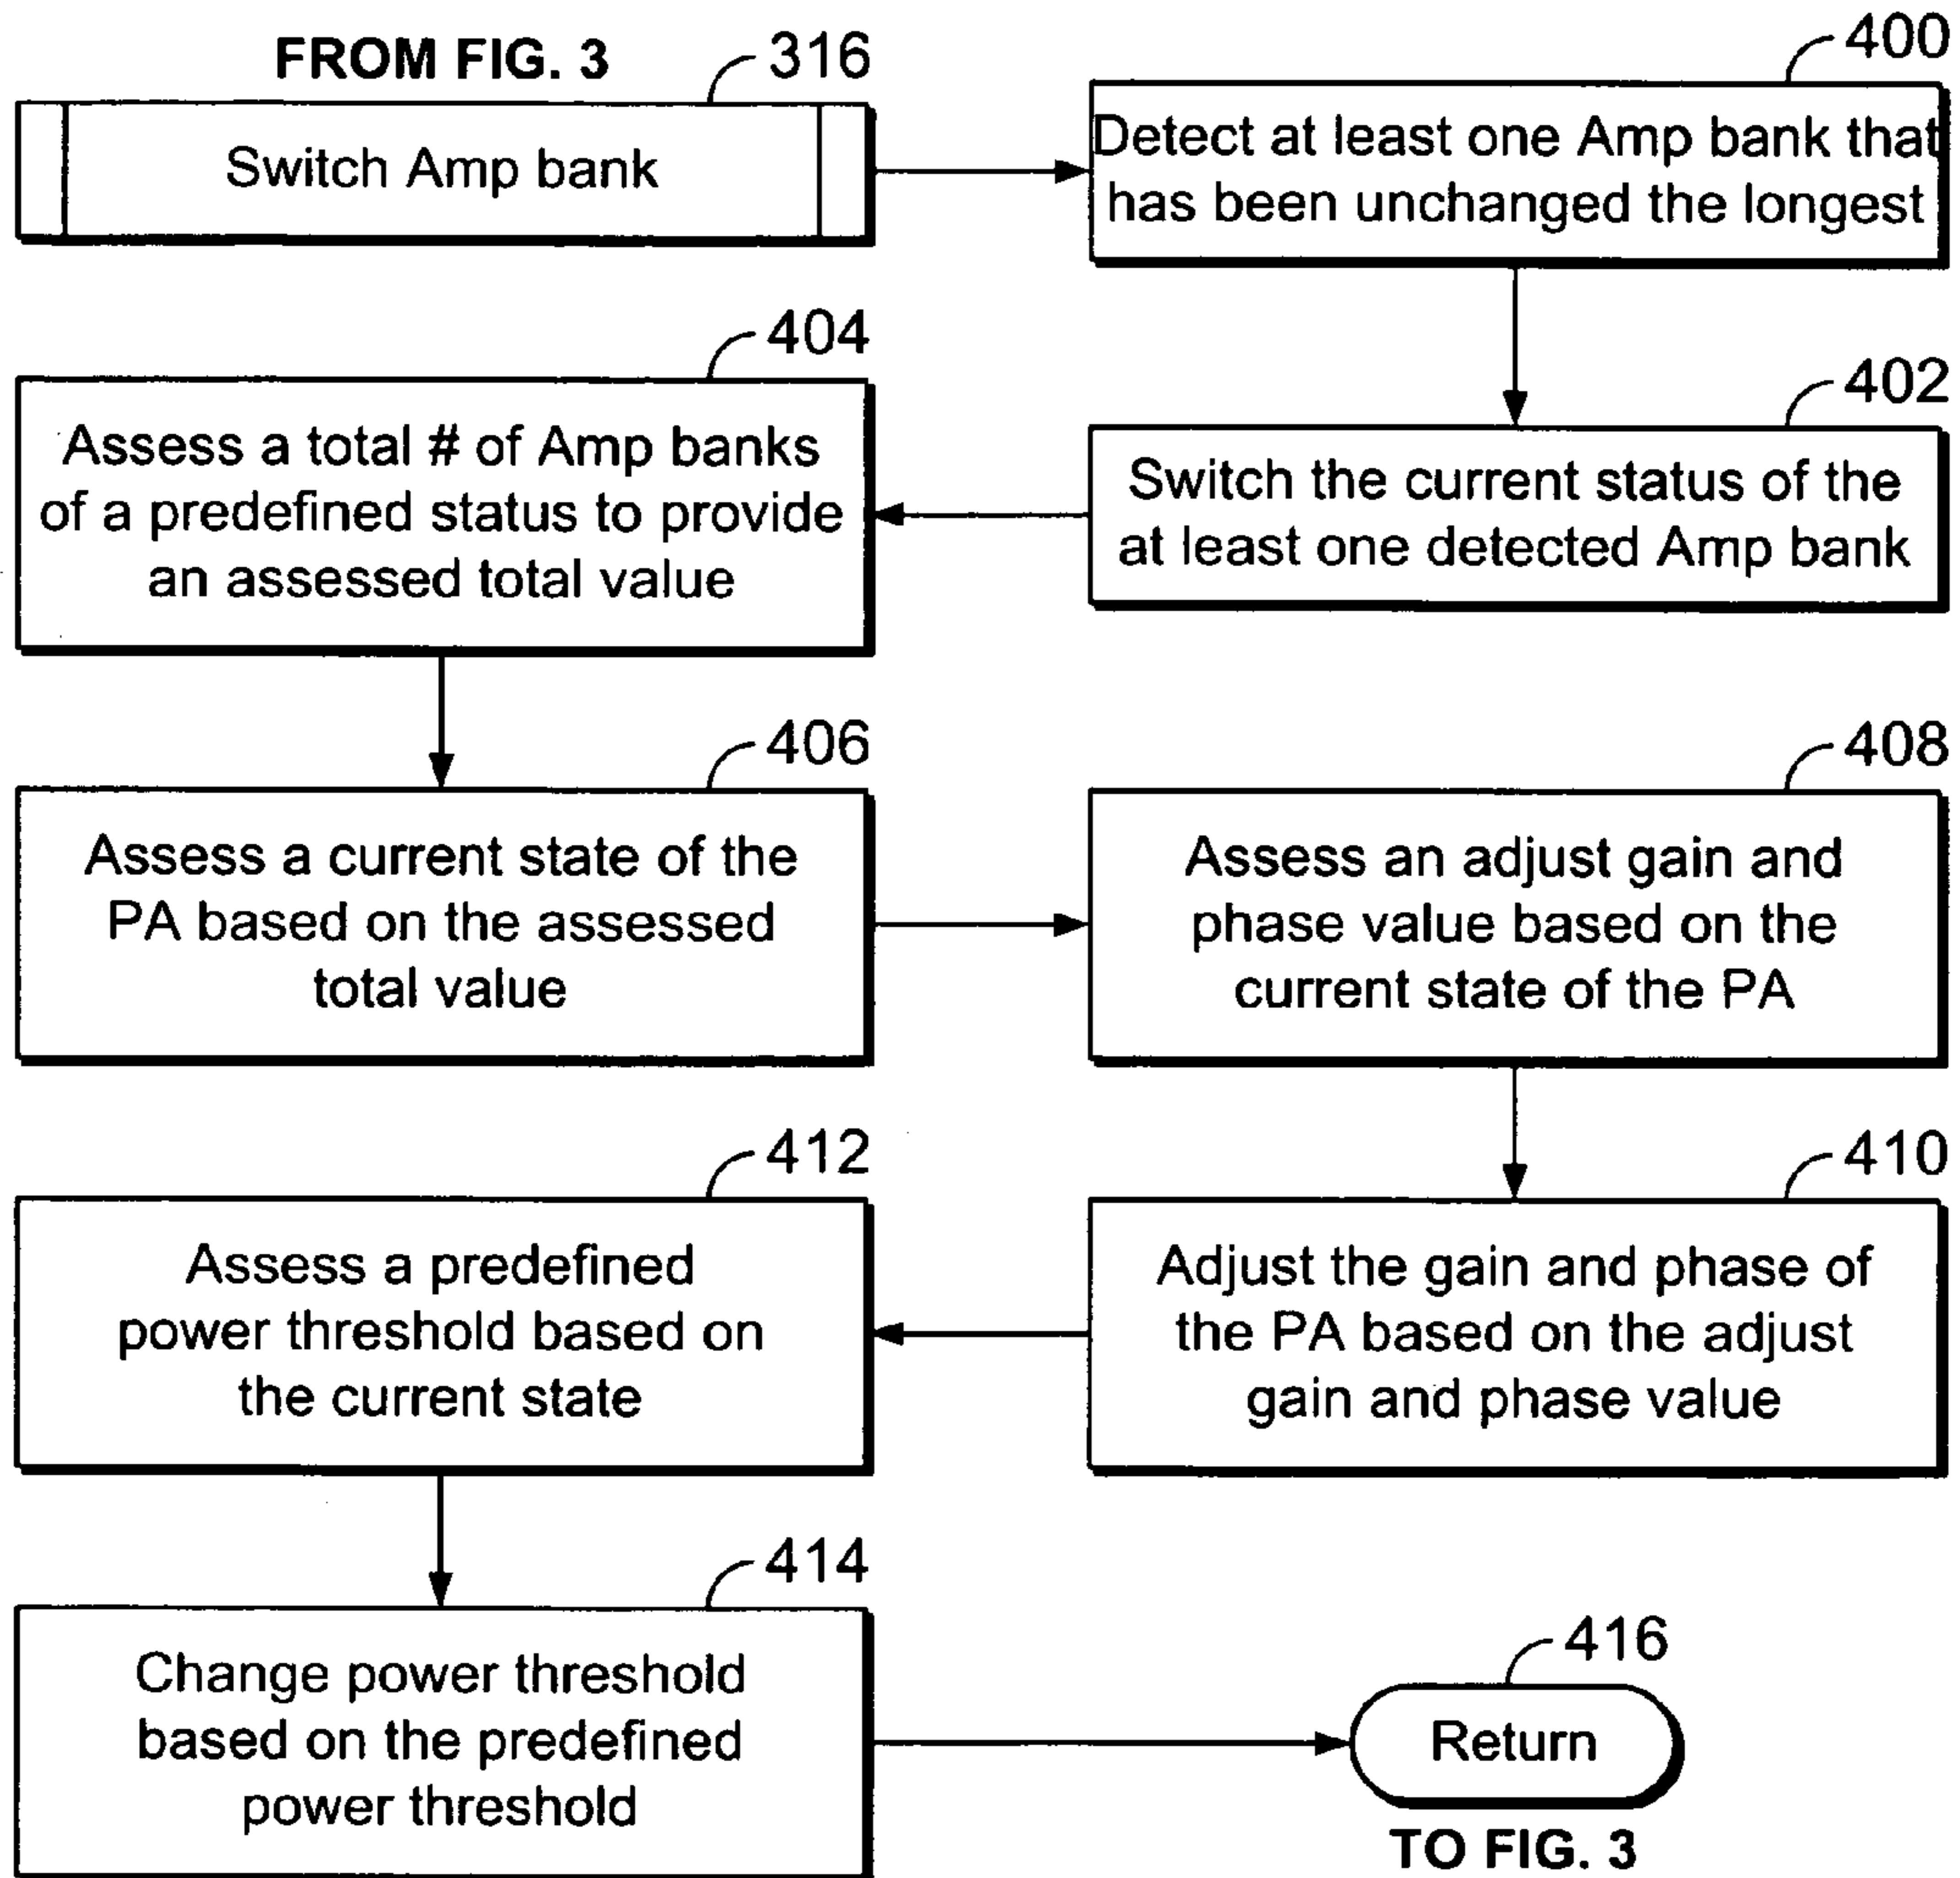 FROM FIG. 3
316
Switch Amp bank
400
Detect at least one Amp bank that
has been unchanged the longest
402
Switch the current status of the
at least one detected Amp bank
404
Assess a total # of Amp banks
of a predefined status to provide
an assessed total value
406
Assess a current state of the
PA based on the assessed
total value
408
Assess an adjust gain and
phase value based on the
current state of the PA
410
Adjust the gain and phase of
the PA based on the adjust
gain and phase value
412
Assess a predefined
power threshold based on
the current state
414
Change power threshold
based on the predefined
power threshold
416
Return
TO FIG. 3